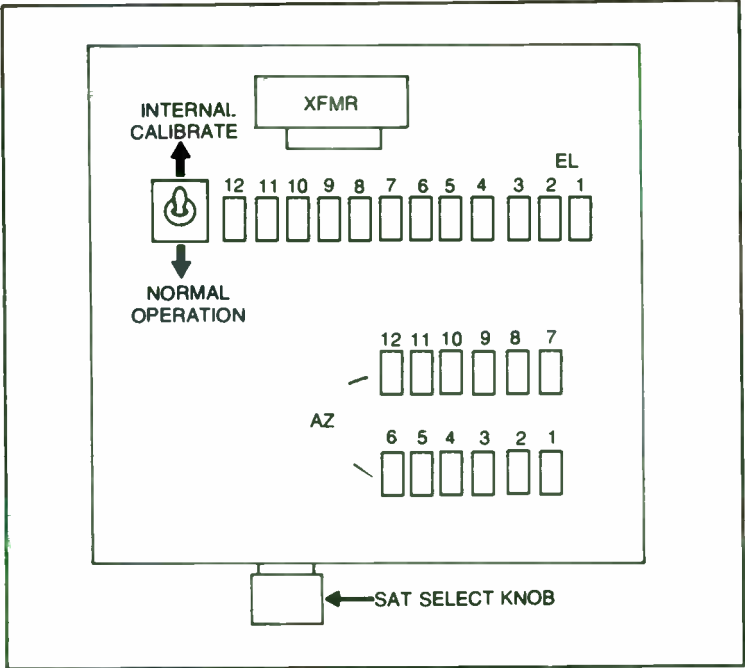 XFMR
INTERNAL
CALIBRATE
EL
12 11 10 9 8 7 6 5 4 3 2 1
NORMAL
OPERATION
12 11 10 9 8 7
AZ
6 5 4 3 2 1
SAT SELECT KNOB